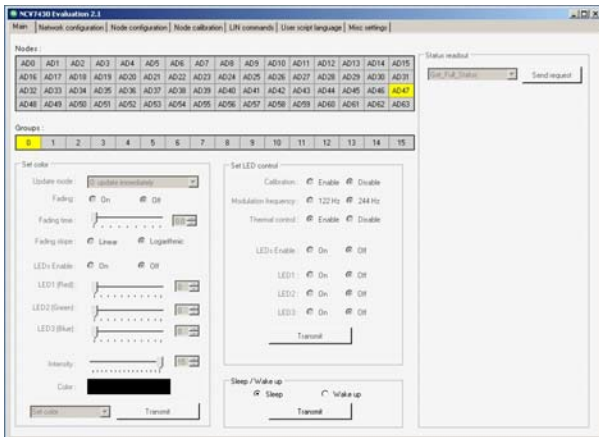 NCV7430 Evaluation 2.1
Main Network configuration Node configuration Node calibration LIN commands User script language Misc settings
Nodes :
AD0 AD1 AD2 AD3 AD4 AD5 AD6 AD7 AD8 AD9 AD10 AD11 AD12 AD13 AD14 AD15
AD16 AD17 AD18 AD19 AD20 AD21 AD22 AD23 AD24 AD25 AD26 AD27 AD28 AD29 AD30 AD31
AD32 AD33 AD34 AD35 AD36 AD37 AD38 AD39 AD40 AD41 AD42 AD43 AD44 AD45 AD46 AD47
AD48 AD49 AD50 AD51 AD52 AD53 AD54 AD55 AD56 AD57 AD58 AD59 AD60 AD61 AD62 AD63
Groups :
0 1 2 3 4 5 6 7 8 9 10 11 12 13 14 15
Set color
Update mode : 0: update immediately
Fading : On Off
Fading time : 0.0
Fading slope : Linear Logarithmic
LEDs Enable : On Off
LED1 (Red) : 0
LED2 (Green) : 0
LED3 (Blue) : 0
Intensity :
Color :
Set color Transmit
Set LED control
Calibration : Enable Disable
Modulation frequency : 122 Hz 244 Hz
Thermal control : Enable Disable
LEDs Enable : On Off
LED1 : On Off
LED2 : On Off
LED3 : On Off
Transmit
Sleep / Wake up
Sleep Wake up
Transmit
Status readout
Get_Full_Status Send request